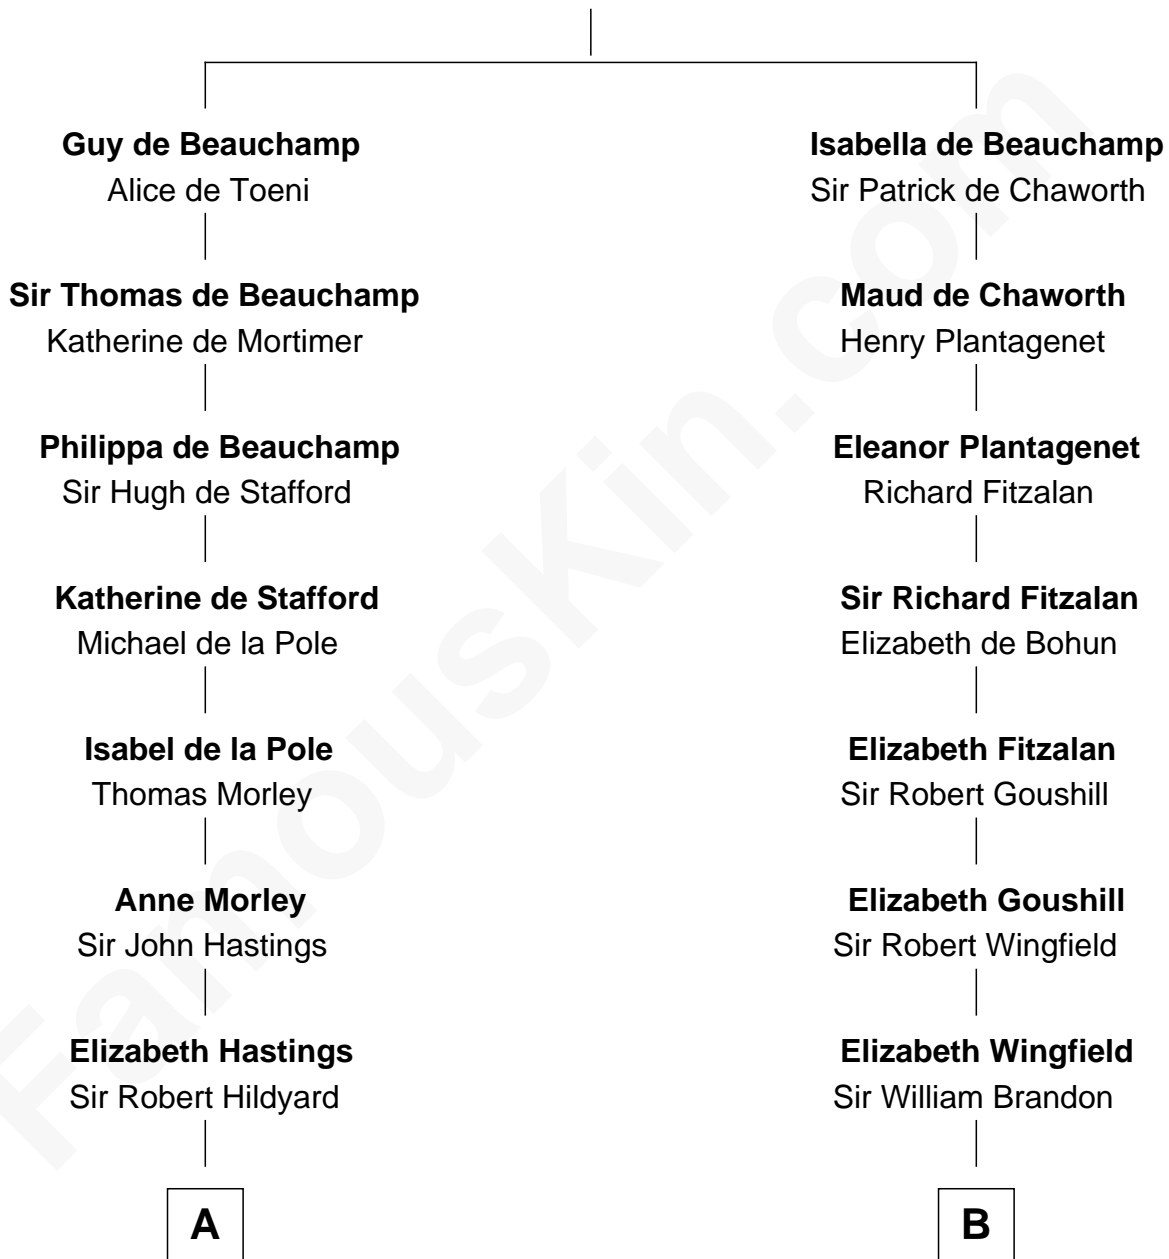 Guy de Beauchamp
Alice de Toeni
Sir Thomas de Beauchamp
Katherine de Mortimer
Philippa de Beauchamp
Sir Hugh de Stafford
Katherine de Stafford
Michael de la Pole
Isabel de la Pole
Thomas Morley
Anne Morley
Sir John Hastings
Elizabeth Hastings
Sir Robert Hildyard
A
Isabella de Beauchamp
Sir Patrick de Chaworth
Maud de Chaworth
Henry Plantagenet
Eleanor Plantagenet
Richard Fitzalan
Sir Richard Fitzalan
Elizabeth de Bohun
Elizabeth Fitzalan
Sir Robert Goushill
Elizabeth Goushill
Sir Robert Wingfield
Elizabeth Wingfield
Sir William Brandon
B
FamousKin.com